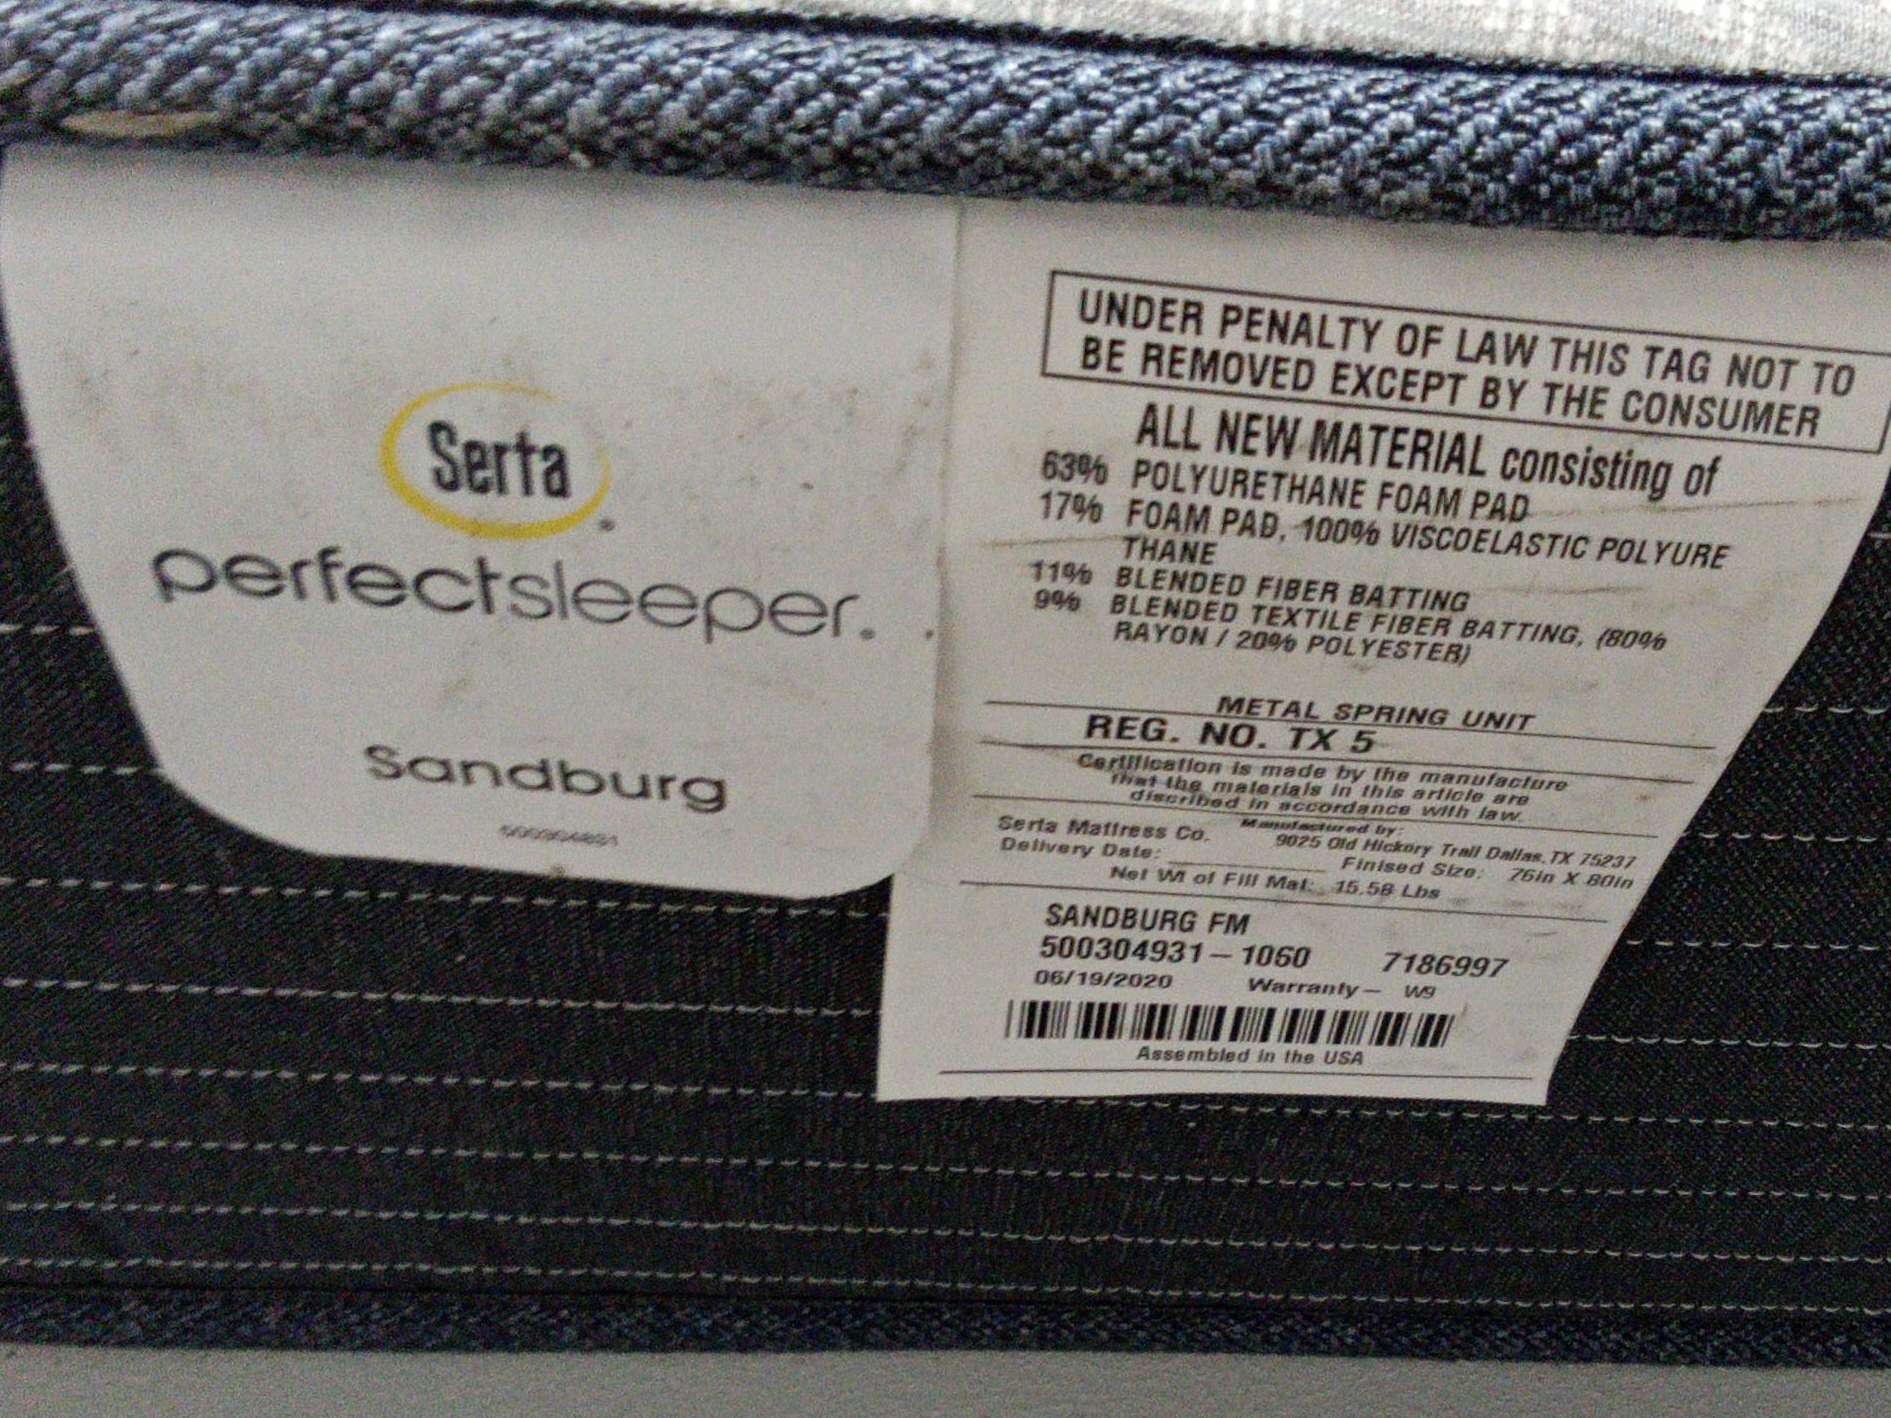 Serta
perfectsleeper.
Sandburg
UNDER PENALTY OF LAW THIS TAG NOT TO
BE REMOVED EXCEPT BY THE CONSUMER
ALL NEW MATERIAL consisting of
63% POLYURETHANE FOAM PAD
17% FOAM PAD, 100% VISCOELASTIC POLYURE
THANE
11% BLENDED FIBER BATTING
9% BLENDED TEXTILE FIBER BATTING, (80%
RAYON / 20% POLYESTER)
METAL SPRING UNIT
REG. NO. TX 5
Certification is made by the manufacture
that the materials in this article are
discribed in accordance with law.
Manufactured by:
Serta Mattress Co. 9025 Old Hickory Trail Dallas, TX 75237
Delivery Date: Finised Size: 76in X 80in
Net Wt of Fill Mat: 15.58 Lbs
SANDBURG FM
500304931-1060 7186997
06/19/2020 Warranty - W9
Assembled in the USA